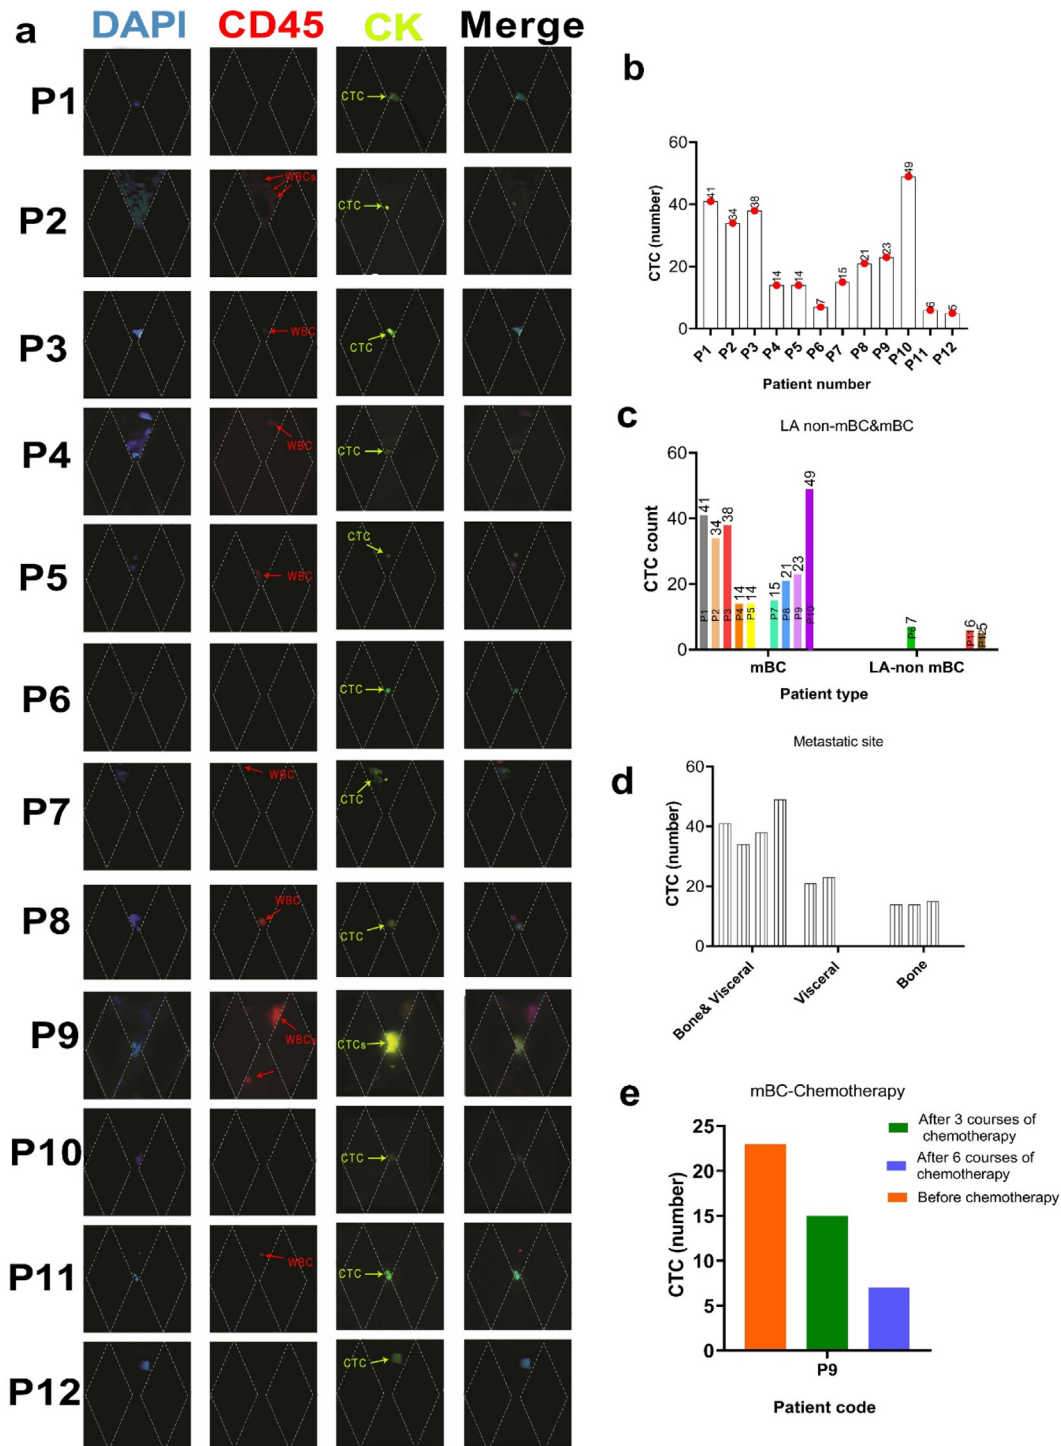 a
DAPI CD45 CK Merge
P1
CTC
P2
WBCs
CTC
P3
WBC
CTC
P4
WBC
CTC
P5
WBC
CTC
P6
CTC
P7
WBC
CTC
P8
WBC
CTC
P9
WBCs
CTCs
P10
CTC
P11
WBC
CTC
P12
CTC
b
CTC (number)
60
40
20
0
41 34 38 14 14 7 15 21 23 49 6 5
P1 P2 P3 P4 P5 P6 P7 P8 P9 P10 P11 P12
Patient number
c
LA non-mBC&mBC
CTC count
60
40
20
0
41 34 38 14 14 15 21 23 49 7 6 5
P1 P2 P3 P4 P5 P7 P8 P9 P10 P6
mBC LA-non mBC
Patient type
d
Metastatic site
CTC (number)
60
40
20
0
Bone& Visceral Visceral Bone
e
mBC-Chemotherapy
CTC (number)
25
20
15
10
5
0
P9
Patient code
After 3 courses of
chemotherapy
After 6 courses of
chemotherapy
Before chemotherapy